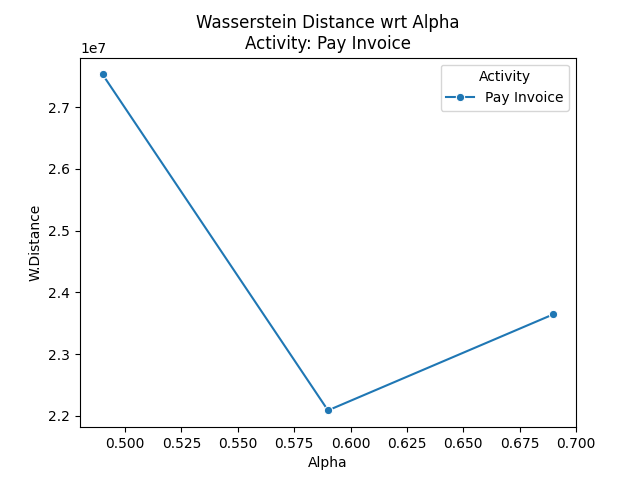 Wasserstein Distance wrt Alpha
Activity: Pay Invoice
1e7
Activity
Pay Invoice
2.7
2.6
2.5
2.4
2.3
2.2
W.Distance
0.500 0.525 0.550 0.575 0.600 0.625 0.650 0.675 0.700
Alpha